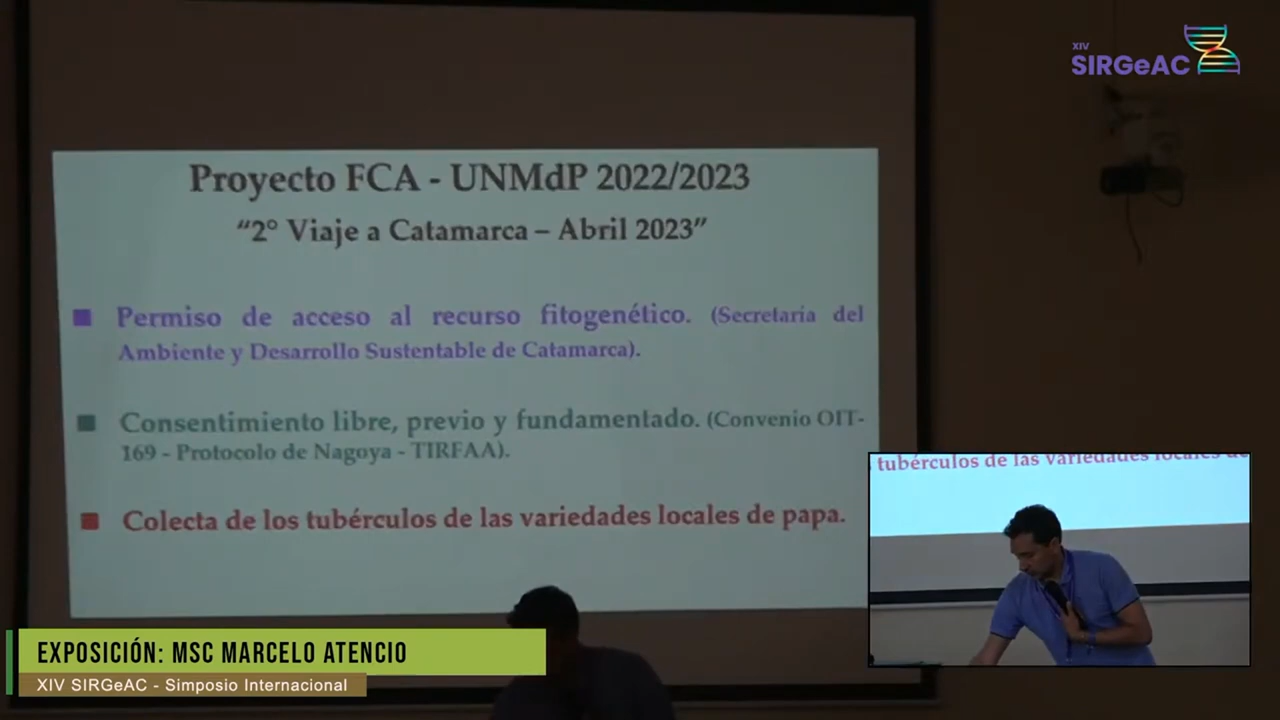 XIV
SIRGeAC
Proyecto FCA - UNMdP 2022/2023
“2° Viaje a Catamarca – Abril 2023”
Permiso de acceso al recurso fitogenético. (Secretaría del
Ambiente y Desarrollo Sustentable de Catamarca).
Consentimiento libre, previo y fundamentado. (Convenio OIT-
169 - Protocolo de Nagoya - TIRFAA).
Colecta de los tubérculos de las variedades locales de papa.
tubérculos de las variedades locales de
EXPOSICIÓN: MSC MARCELO ATENCIO
XIV SIRGeAC - Simposio Internacional